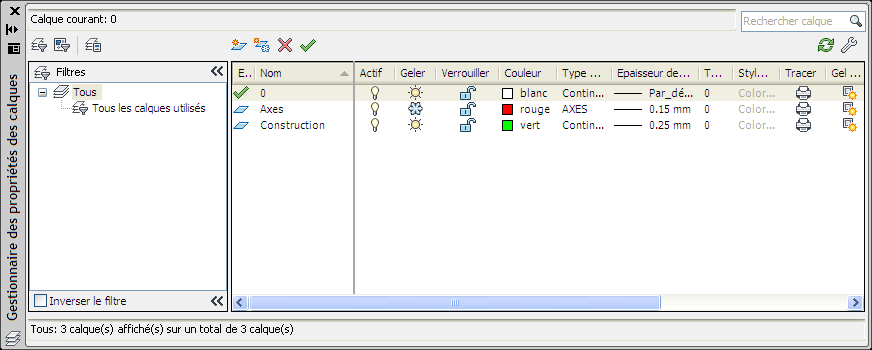 Calque courant: 0
Rechercher calque
Gestionnaire des propriétés des calques
Filtres
Tous
Tous les calques utilisés
Inverser le filtre
E.. Nom Actif Geler Verrouiller Couleur Type ... Epaisseur de... T... Styl... Tracer Gel ...
0 blanc Contin... Par_dé... 0 Color...
Axes rouge AXES 0.15 mm 0 Color...
Construction vert Contin... 0.25 mm 0 Color...
Tous: 3 calque(s) affiché(s) sur un total de 3 calque(s)